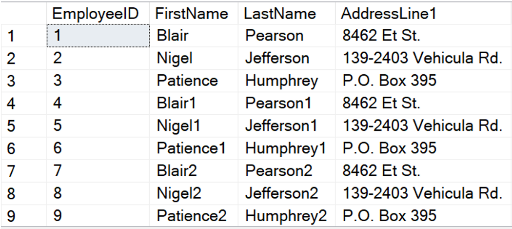 EmployeeID FirstName LastName AddressLine1
1 1 Blair Pearson 8462 Et St.
2 2 Nigel Jefferson 139-2403 Vehicula Rd.
3 3 Patience Humphrey P.O. Box 395
4 4 Blair1 Pearson1 8462 Et St.
5 5 Nigel1 Jefferson1 139-2403 Vehicula Rd.
6 6 Patience1 Humphrey1 P.O. Box 395
7 7 Blair2 Pearson2 8462 Et St.
8 8 Nigel2 Jefferson2 139-2403 Vehicula Rd.
9 9 Patience2 Humphrey2 P.O. Box 395